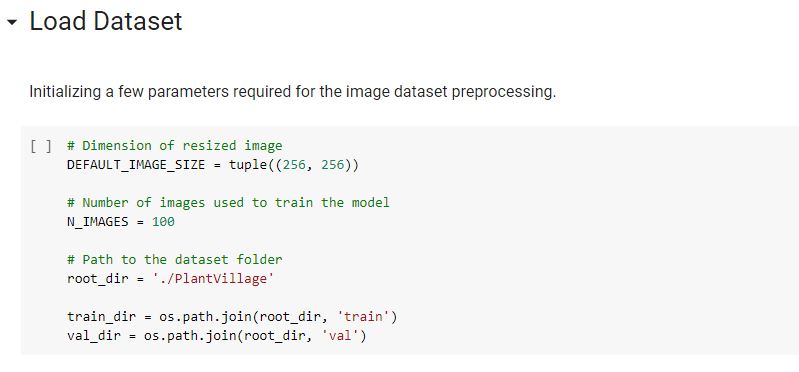 Load Dataset
Initializing a few parameters required for the image dataset preprocessing.
[ ] # Dimension of resized image
DEFAULT_IMAGE_SIZE = tuple((256, 256))
# Number of images used to train the model
N_IMAGES = 100
# Path to the dataset folder
root_dir = './PlantVillage'
train_dir = os.path.join(root_dir, 'train')
val_dir = os.path.join(root_dir, 'val')